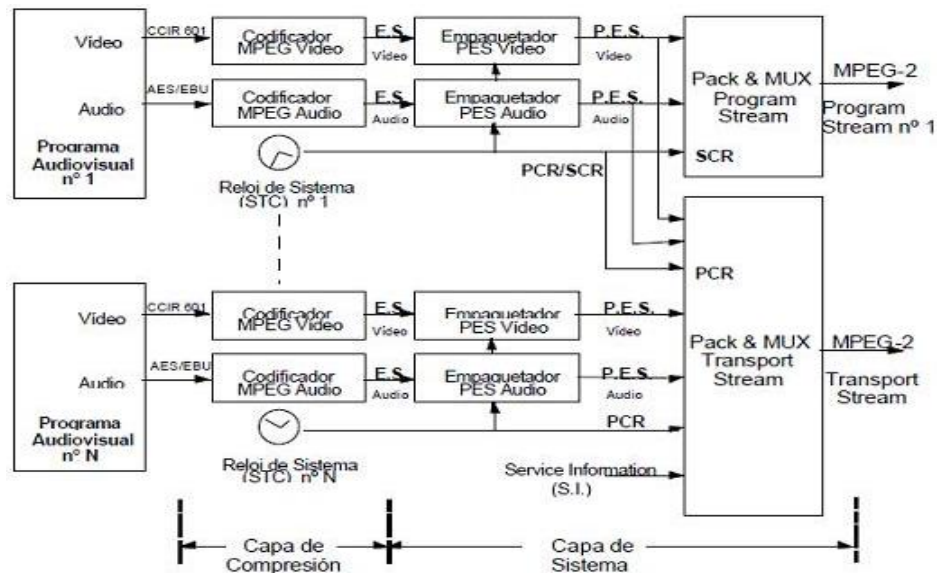 Vídeo
CCIR 601
Codificador
MPEG Vídeo
E.S.
Vídeo
Empaquetador
PES Vídeo
P.E.S.
Vídeo
Audio
AES/EBU
Codificador
MPEG Audio
E.S.
Audio
Empaquetador
PES Audio
P.E.S.
Audio
Pack & MUX
Program
Stream
SCR
MPEG-2
Program
Stream nº 1
Programa
Audiovisual
nº 1
Reloj de Sistema
(STC) nº 1
PCR/SCR
PCR
Vídeo
CCIR 601
Codificador
MPEG Vídeo
E.S.
Vídeo
Empaquetador
PES Vídeo
P.E.S.
Vídeo
Audio
AES/EBU
Codificador
MPEG Audio
E.S.
Audio
Empaquetador
PES Audio
P.E.S.
Audio
Pack & MUX
Transport
Stream
MPEG-2
Transport
Stream
Programa
Audiovisual
nº N
Reloj de Sistema
(STC) nº N
PCR
Service Information
(S.I.)
Capa de
Compresión
Capa de
Sistema